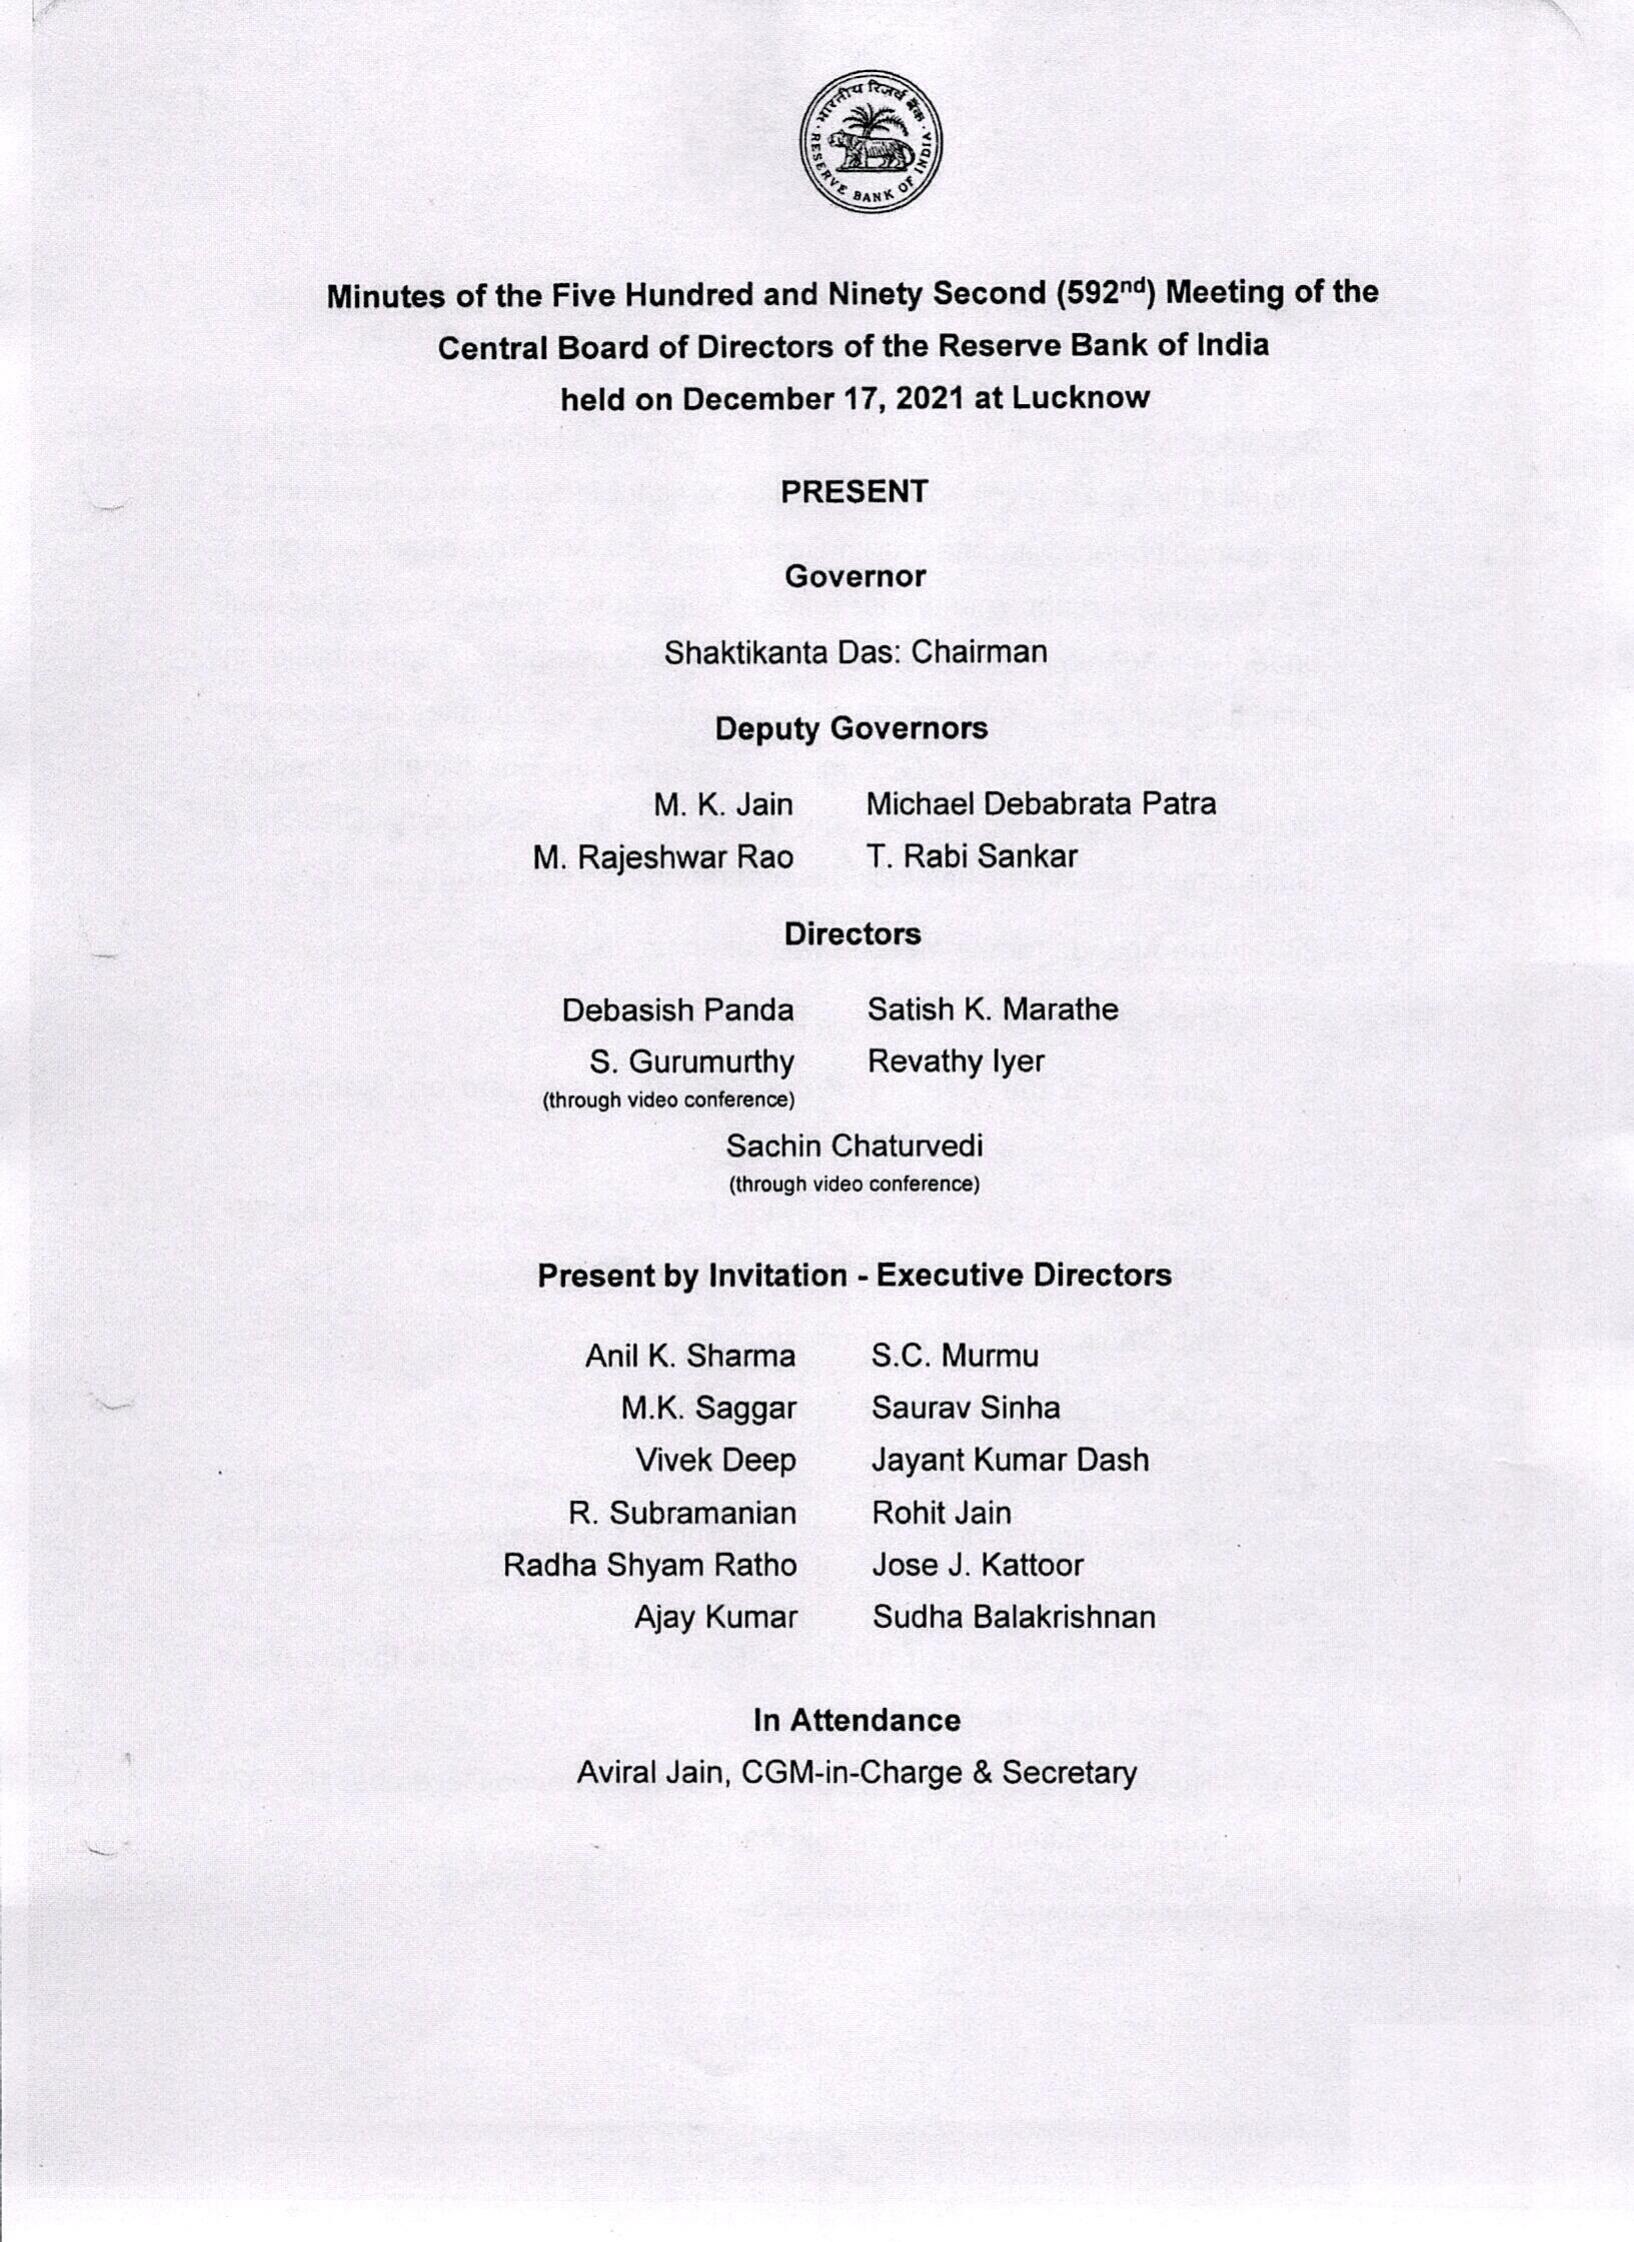 भारतीय रिज़र्व बैंक
RESERVE BANK OF INDIA
Minutes of the Five Hundred and Ninety Second (592nd) Meeting of the
Central Board of Directors of the Reserve Bank of India
held on December 17, 2021 at Lucknow
PRESENT
Governor
Shaktikanta Das: Chairman
Deputy Governors
M. K. Jain Michael Debabrata Patra
M. Rajeshwar Rao T. Rabi Sankar
Directors
Debasish Panda Satish K. Marathe
S. Gurumurthy Revathy Iyer
(through video conference)
Sachin Chaturvedi
(through video conference)
Present by Invitation - Executive Directors
Anil K. Sharma S.C. Murmu
M.K. Saggar Saurav Sinha
Vivek Deep Jayant Kumar Dash
R. Subramanian Rohit Jain
Radha Shyam Ratho Jose J. Kattoor
Ajay Kumar Sudha Balakrishnan
In Attendance
Aviral Jain, CGM-in-Charge & Secretary